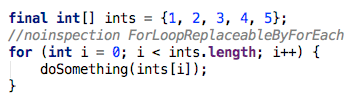 final int[] ints = {1, 2, 3, 4, 5};
//noinspection ForLoopReplaceableByForEach
for (int i = 0; i < ints.length; i++) {
    doSomething(ints[i]);
}